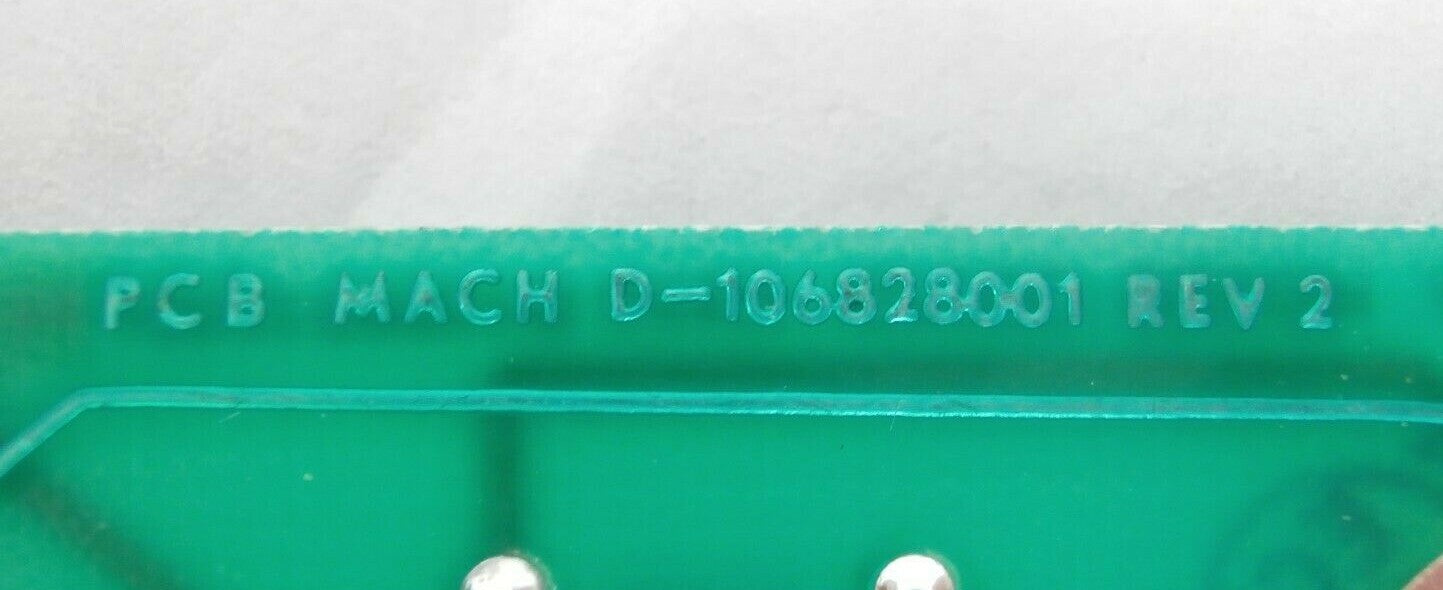 PCB MACH D-106828001 REV 2